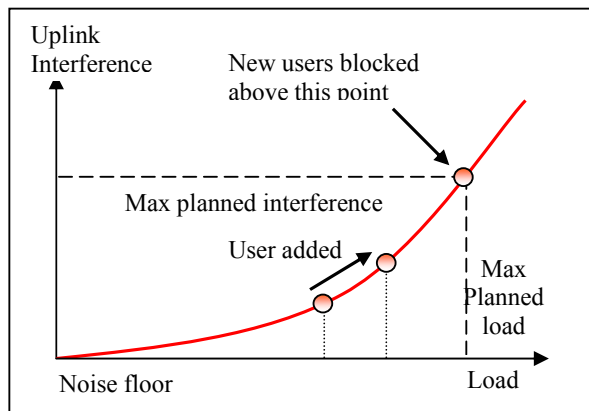 Uplink
Interference
New users blocked
above this point
Max planned interference
User added
Max
Planned
load
Noise floor
Load